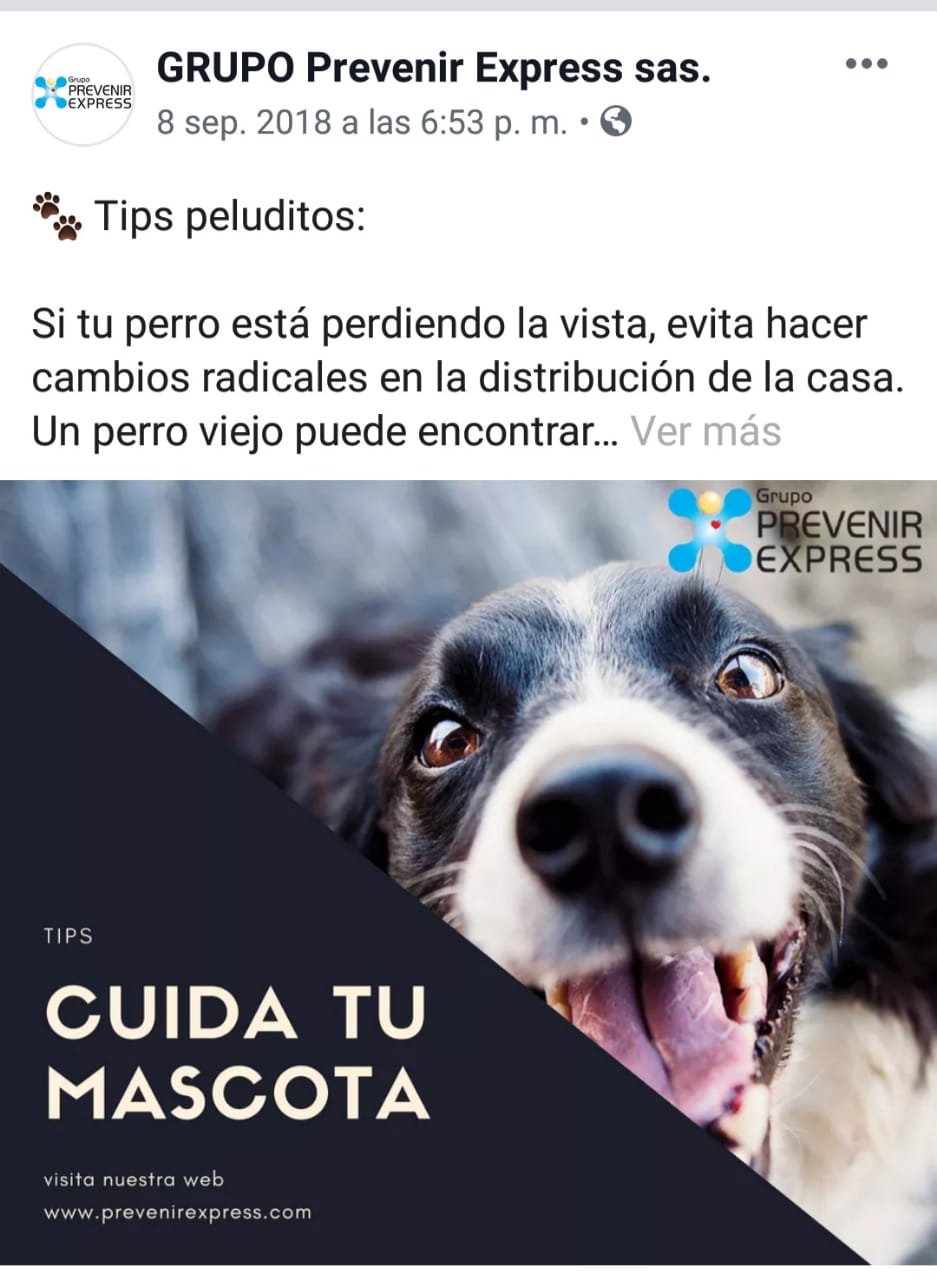 Grupo
PREVENIR
EXPRESS
GRUPO Prevenir Express sas.
8 sep. 2018 a las 6:53 p. m. •
Tips peluditos:
Si tu perro está perdiendo la vista, evita hacer
cambios radicales en la distribución de la casa.
Un perro viejo puede encontrar... Ver más
Grupo
PREVENIR
EXPRESS
TIPS
CUIDA TU
MASCOTA
visita nuestra web
www.prevenirexpress.com